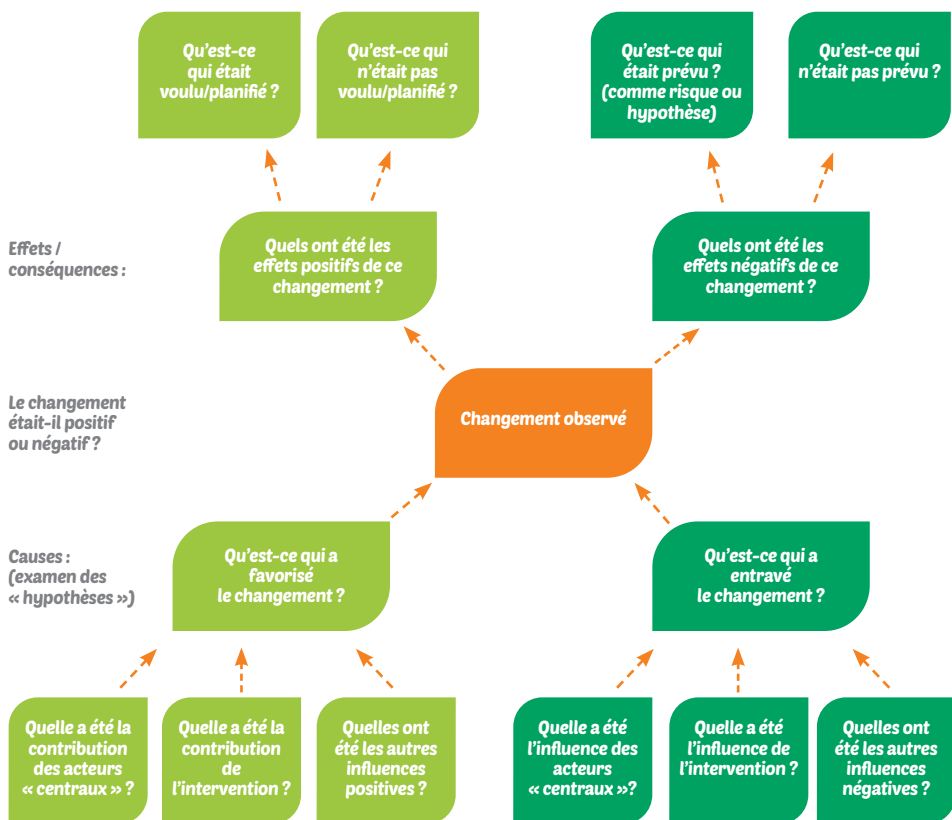 Qu’est-ce
qui était
voulu/planifié ?
Qu’est-ce qui
n’était pas
voulu/planifié ?
Qu’est-ce qui
était prévu ?
(comme risque ou
hypothèse)
Qu’est-ce qui
n’était pas prévu ?
Effets /
conséquences :
Quels ont été les
effets positifs de ce
changement ?
Quels ont été les
effets négatifs de ce
changement ?
Le changement
était-il positif
ou négatif ?
Changement observé
Causes :
(examen des
« hypothèses »)
Qu’est-ce qui a
favorisé
le changement ?
Qu’est-ce qui a
entravé
le changement ?
Quelle a été la
contribution
des acteurs
« centraux » ?
Quelle a été la
contribution
de
l’intervention ?
Quelles ont
été les autres
influences
positives ?
Quelle a été
l’influence des
acteurs
« centraux »?
Quelle a été
l’influence de
l’intervention ?
Quelles ont
été les autres
influences
négatives ?